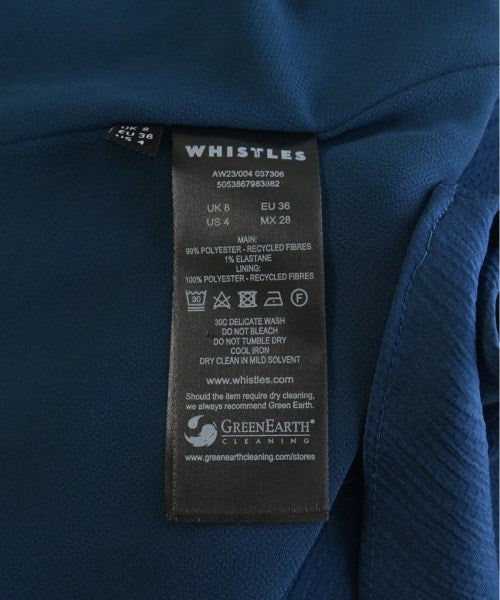 UK 8
EU 36
US 4
WHISTLES
AW23/004 037306
5053867983882
UK 8 EU 36
US 4 MX 28
MAIN:
99% POLYESTER - RECYCLED FIBRES
1% ELASTANE
LINING:
100% POLYESTER - RECYCLED FIBRES
30 F
30C DELICATE WASH
DO NOT BLEACH
DO NOT TUMBLE DRY
COOL IRON
DRY CLEAN IN MILD SOLVENT
www.whistles.com
Should the item require dry cleaning,
we always recommend Green Earth.
GREENEARTH®
CLEANING
www.greenearthcleaning.com/stores